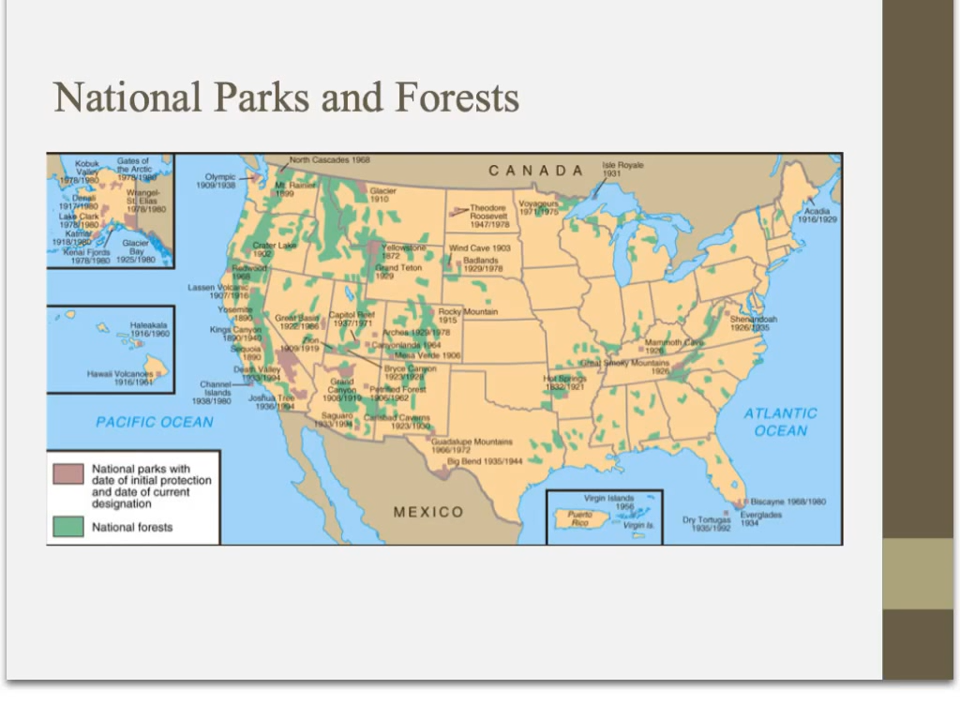 National Parks and Forests
Kobuk
Valley
1978/1980
Gates of
the Arctic
1978/1980
Denali
1917/1980
Wrangel-
St. Elias
1978/1980
Lake Clark
1978/1980
Katmai
1918/1980
Kenai Fjords
1978/1980
Glacier
Bay
1925/1980
Haleakala
1916/1960
Hawaii Volcanoes
1916/1961
PACIFIC OCEAN
National parks with
date of initial protection
and date of current
designation
National forests
CANADA
North Cascades 1968
Olympic
1909/1938
Mt. Rainier
1899
Glacier
1910
Theodore
Roosevelt
1947/1978
Voyageurs
1971/1975
Isle Royale
1931
Acadia
1916/1929
Crater Lake
1902
Yellowstone
1872
Grand Teton
1929
Wind Cave 1903
Badlands
1929/1978
Redwood
1968
Lassen Volcanic
1907/1916
Yosemite
1890
Kings Canyon
1890/1940
Sequoia
1890
Death Valley
1933/1994
Channel
Islands
1938/1980
Joshua Tree
1936/1994
Great Basin
1922/1986
Capitol Reef
1937/1971
Zion
1909/1919
Rocky Mountain
1915
Arches 1929/1978
Canyonlands 1964
Mesa Verde 1906
Bryce Canyon
1923/1928
Grand
Canyon
1908/1919
Petrified Forest
1906/1962
Saguaro
1933/1994
Carlsbad Caverns
1923/1930
Guadalupe Mountains
1966/1972
Big Bend 1935/1944
Hot Springs
1832/1921
Mammoth Cave
1926
Great Smoky Mountains
1926
Shenandoah
1926/1935
ATLANTIC
OCEAN
MEXICO
Virgin Islands
1956
Puerto
Rico
Virgin Is.
Biscayne 1968/1980
Everglades
1934
Dry Tortugas
1935/1992